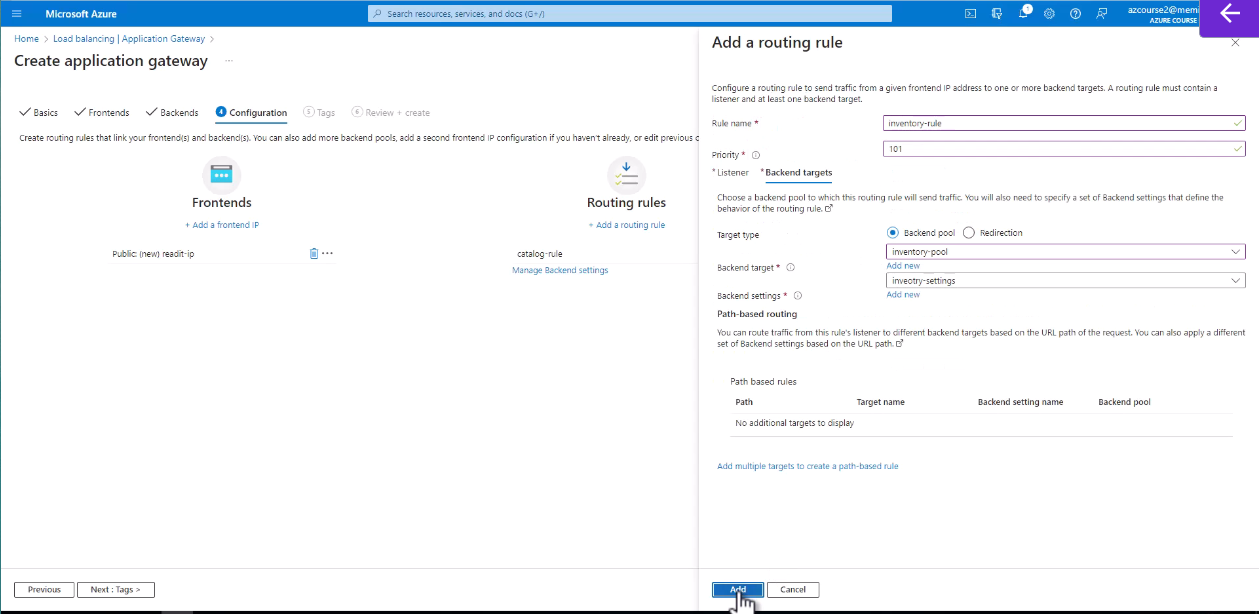 Microsoft Azure
Search resources, services, and docs (G+/)
1
azcourse2@mem
AZURE COURSE
Home > Load balancing | Application Gateway >
Create application gateway ...
Basics Frontends Backends 4 Configuration 5 Tags 6 Review + create
Create routing rules that link your frontend(s) and backend(s). You can also add more backend pools, add a second frontend IP configuration if you haven't already, or edit previous c
Frontends
+ Add a frontend IP
Public: (new) readit-ip
Routing rules
+ Add a routing rule
catalog-rule
Manage Backend settings
Previous
Next : Tags >
Add a routing rule
Configure a routing rule to send traffic from a given frontend IP address to one or more backend targets. A routing rule must contain a
listener and at least one backend target.
Rule name * inventory-rule
Priority * 101
* Listener * Backend targets
Choose a backend pool to which this routing rule will send traffic. You will also need to specify a set of Backend settings that define the
behavior of the routing rule.
Target type Backend pool Redirection
Backend target * inventory-pool
Add new
Backend settings * inveotry-settings
Add new
Path-based routing
You can route traffic from this rule's listener to different backend targets based on the URL path of the request. You can also apply a different
set of Backend settings based on the URL path.
Path based rules
Path Target name Backend setting name Backend pool
No additional targets to display
Add multiple targets to create a path-based rule
Add
Cancel